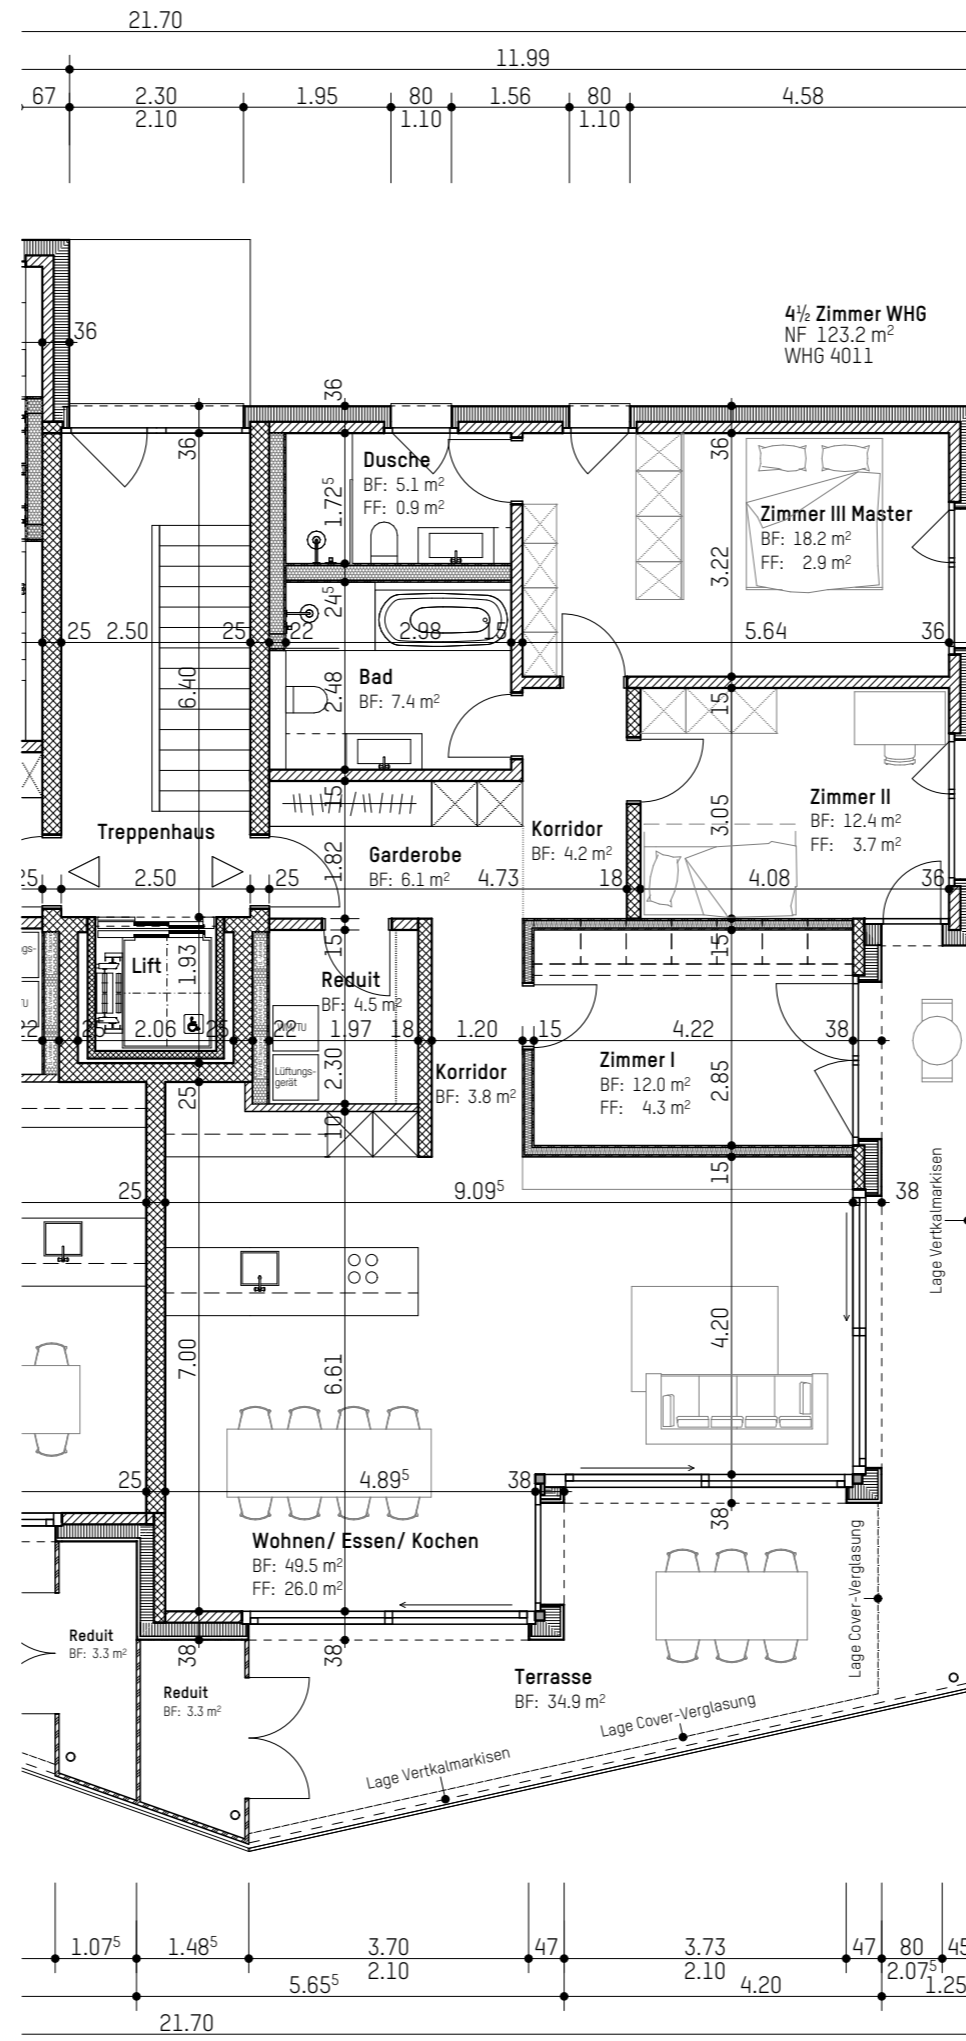 21.70
11.99
67 2.30 1.95 80 1.56 80 4.58
2.10 1.10 1.10
4½ Zimmer WHG
NF 123.2 m²
WHG 4011
36
36
36
36
Dusche
BF: 5.1 m²
FF: 0.9 m²
1.72⁵
Zimmer III Master
BF: 18.2 m²
FF: 2.9 m²
3.22
24⁵
25 2.50 25 22 2.98 15 5.64 36
6.40
Bad
BF: 7.4 m²
2.48
15
15
Zimmer II
BF: 12.4 m²
FF: 3.7 m²
3.05
Treppenhaus
Korridor
BF: 4.2 m²
Garderobe
BF: 6.1 m²
1.82
25 2.50 25 4.73 18 4.08 36
15
15
Lift
1.93
Reduit
BF: 4.5 m²
22 25 2.06 25 22 1.97 18 1.20 15 4.22 38
Lüftungs-
gerät
2.30
Korridor
BF: 3.8 m²
Zimmer I
BF: 12.0 m²
FF: 4.3 m²
2.85
25
10
15
25 9.09⁵ 38
Lage Vertkalmarkisen
7.00
6.61
4.20
25 4.89⁵ 38
38
Wohnen/ Essen/ Kochen
BF: 49.5 m²
FF: 26.0 m²
Lage Cover-Verglasung
38
38
Reduit
BF: 3.3 m²
Reduit
BF: 3.3 m²
Terrasse
BF: 34.9 m²
Lage Cover-Verglasung
Lage Vertkalmarkisen
1.07⁵ 1.48⁵ 3.70 47 3.73 47 80 45
2.10 2.10 2.07⁵
5.65⁵ 4.20 1.25
21.70